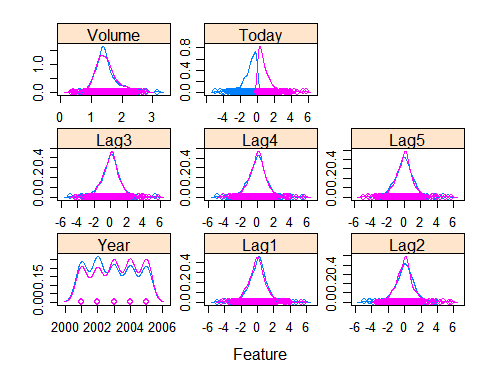 Volume Today
0.0 1.0 0.0 0.4 0.8
0 1 2 3 -6 -4 -2 0 2 4 6
Lag3 Lag4 Lag5
0.0 0.2 0.4 0.0 0.2 0.4 0.0 0.2 0.4
-6 -4 -2 0 2 4 6 -6 -4 -2 0 2 4 6 -6 -4 -2 0 2 4 6
Year Lag1 Lag2
0.00 0.15 0.0 0.2 0.4 0.0 0.2 0.4
2000 2002 2004 2006 -6 -4 -2 0 2 4 6 -6 -4 -2 0 2 4 6
Feature